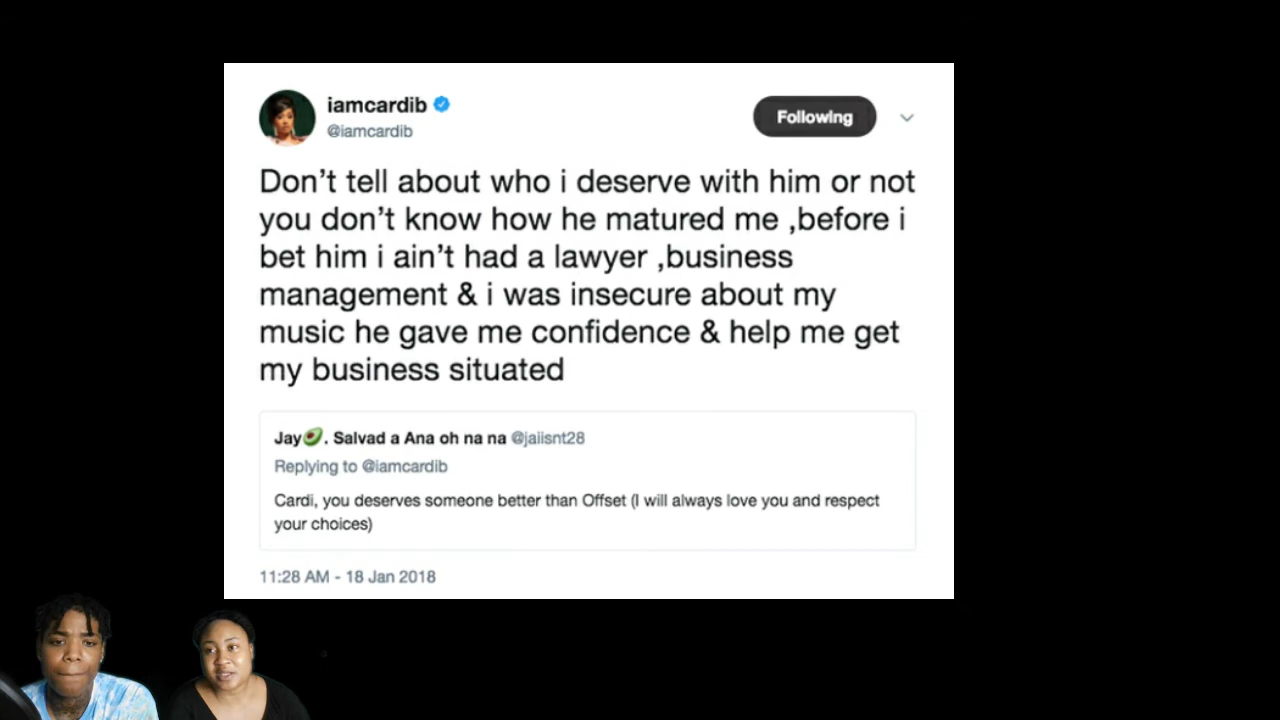 iamcardib
@iamcardib
Following
Don’t tell about who i deserve with him or not
you don’t know how he matured me ,before i
bet him i ain’t had a lawyer ,business
management & i was insecure about my
music he gave me confidence & help me get
my business situated
Jay🥑. Salvad a Ana oh na na @jaiisnt28
Replying to @iamcardib
Cardi, you deserves someone better than Offset (I will always love you and respect
your choices)
11:28 AM - 18 Jan 2018